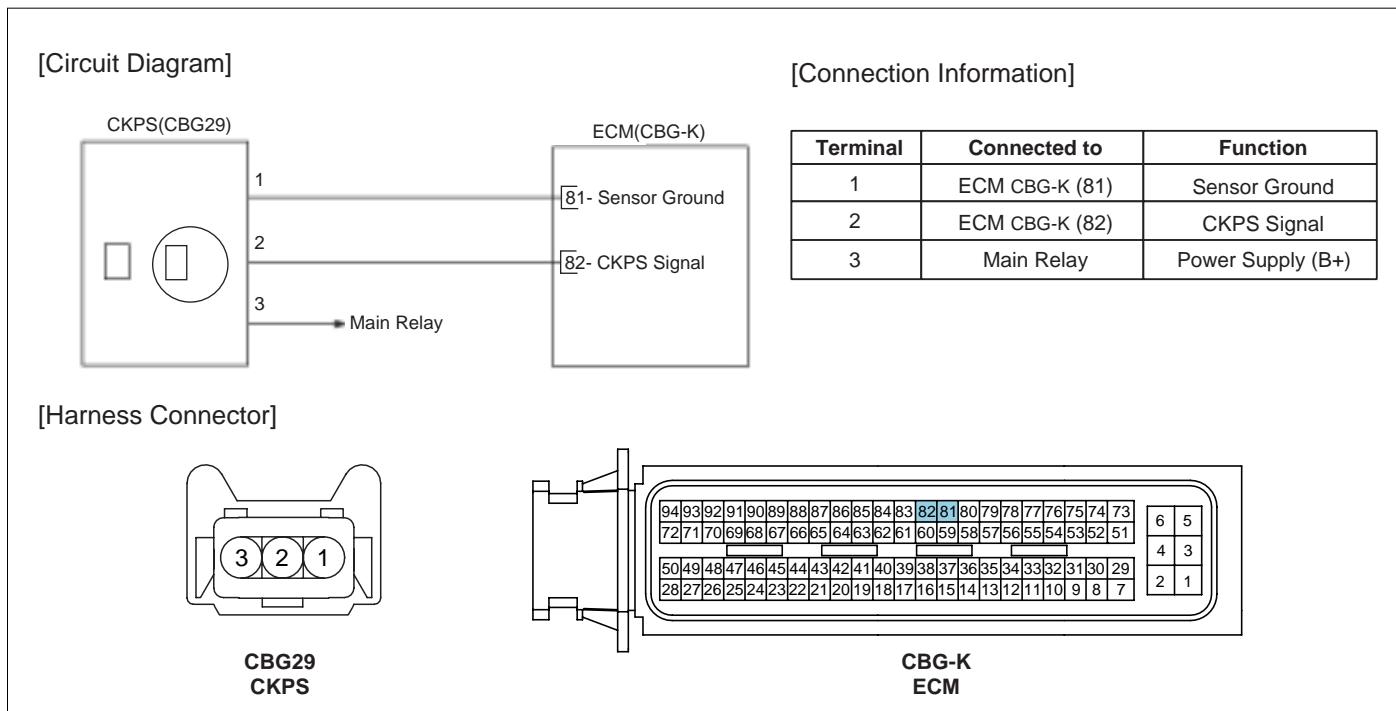 [Circuit Diagram]
CKPS(CBG29)
ECM(CBG-K)
1
81- Sensor Ground
2
82- CKPS Signal
3
Main Relay
[Connection Information]
Terminal Connected to Function
1 ECM CBG-K (81) Sensor Ground
2 ECM CBG-K (82) CKPS Signal
3 Main Relay Power Supply (B+)
[Harness Connector]
3 2 1
CBG29
CKPS
94 93 92 91 90 89 88 87 86 85 84 83 82 81 80 79 78 77 76 75 74 73
72 71 70 69 68 67 66 65 64 63 62 61 60 59 58 57 56 55 54 53 52 51
50 49 48 47 46 45 44 43 42 41 40 39 38 37 36 35 34 33 32 31 30 29
28 27 26 25 24 23 22 21 20 19 18 17 16 15 14 13 12 11 10 9 8 7
6 5
4 3
2 1
CBG-K
ECM